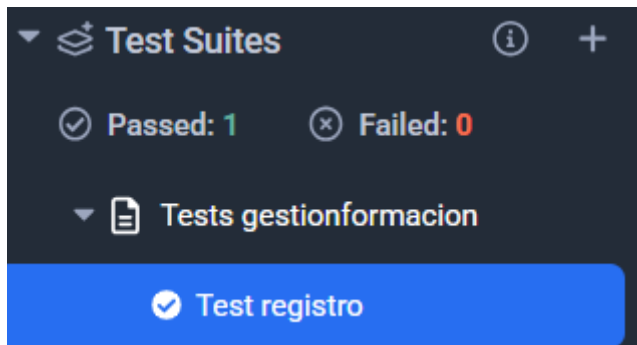 Test Suites
Passed: 1 Failed: 0
Tests gestionformacion
Test registro